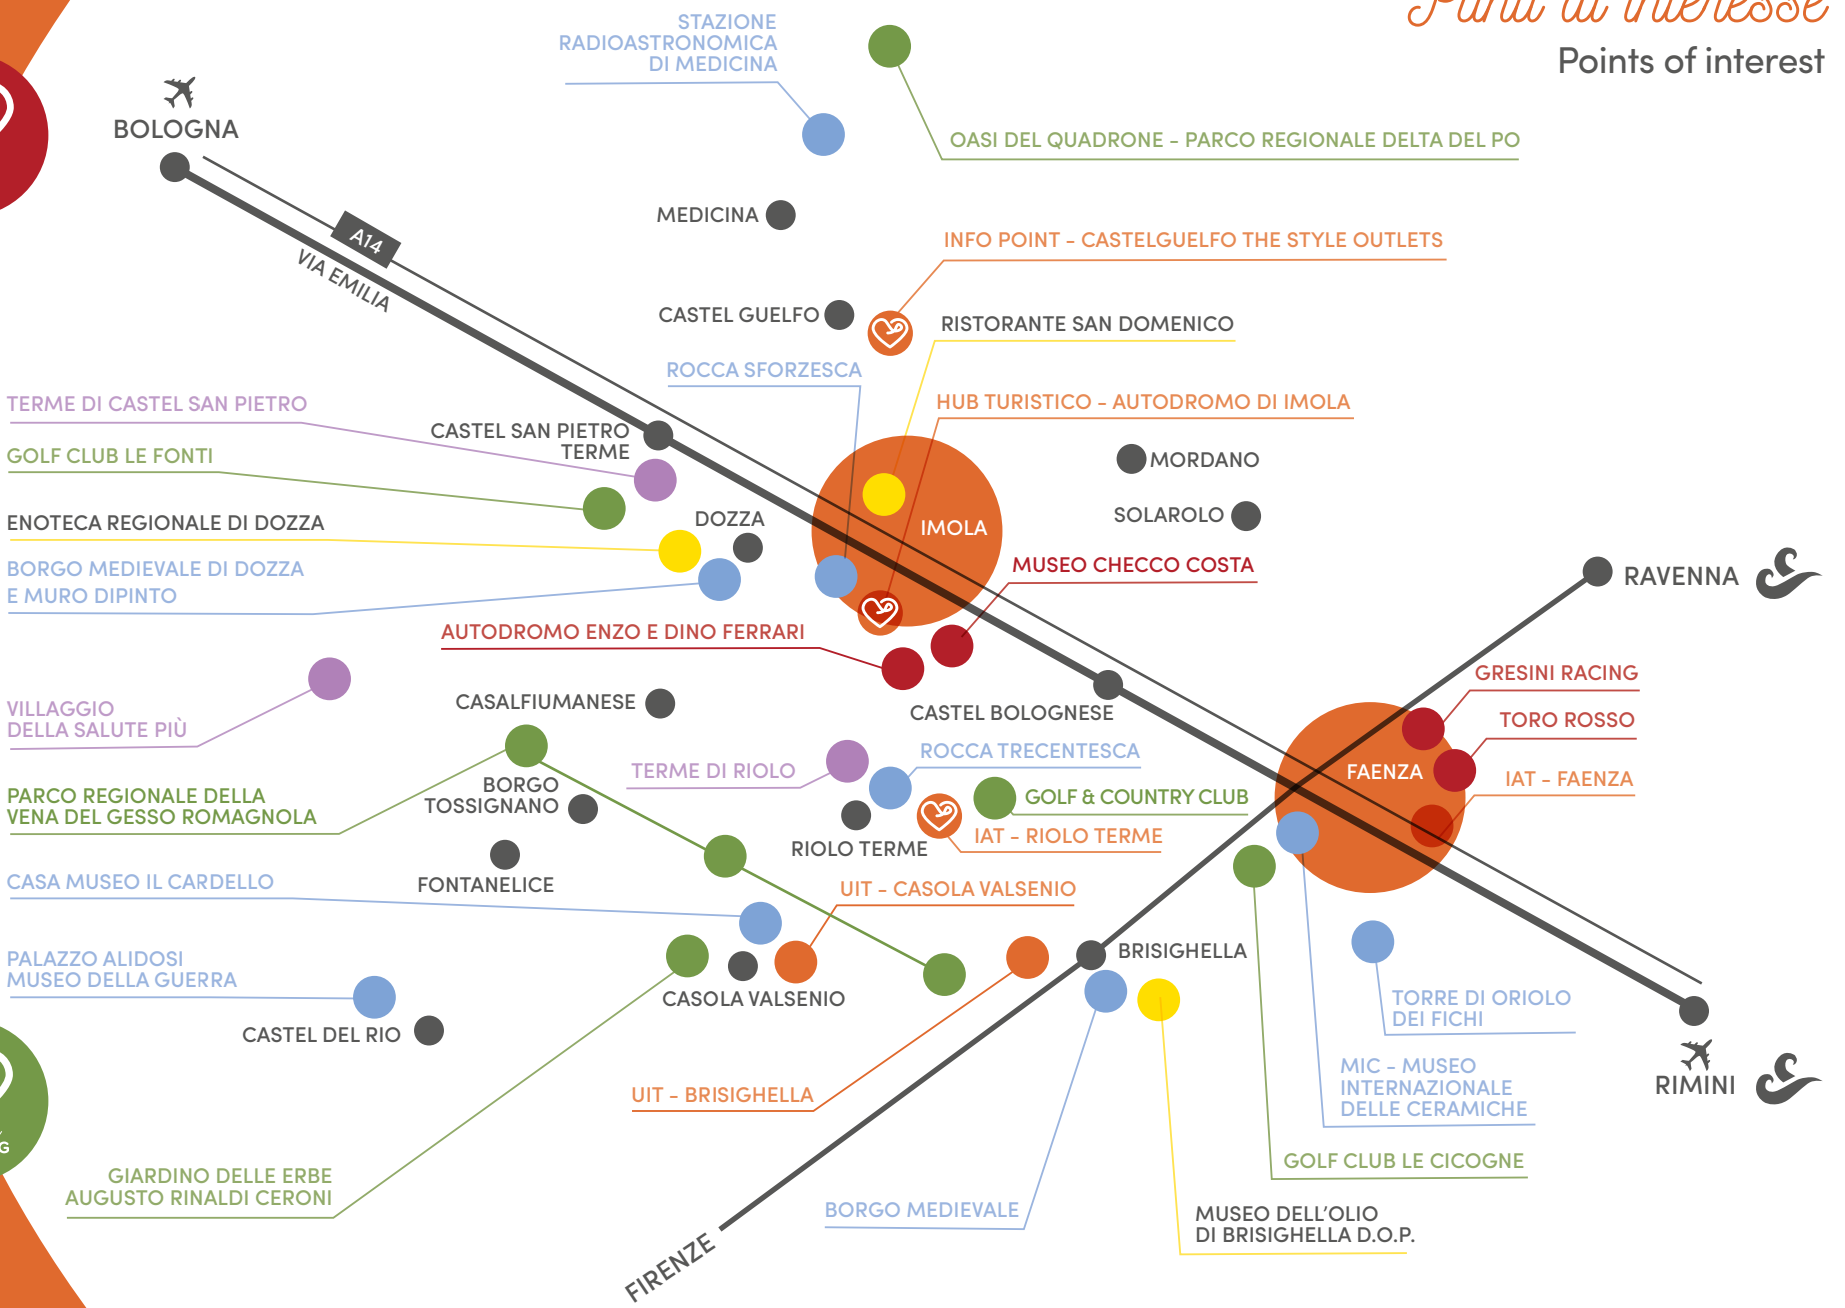 Punti di interesse
Points of interest
STAZIONE
RADIOASTRONOMICA
DI MEDICINA
BOLOGNA
OASI DEL QUADRONE - PARCO REGIONALE DELTA DEL PO
MEDICINA
A14
VIA EMILIA
INFO POINT - CASTELGUELFO THE STYLE OUTLETS
CASTEL GUELFO
RISTORANTE SAN DOMENICO
ROCCA SFORZESCA
HUB TURISTICO - AUTODROMO DI IMOLA
TERME DI CASTEL SAN PIETRO
CASTEL SAN PIETRO
TERME
GOLF CLUB LE FONTI
MORDANO
SOLAROLO
ENOTECA REGIONALE DI DOZZA
DOZZA
IMOLA
BORGO MEDIEVALE DI DOZZA
E MURO DIPINTO
MUSEO CHECCO COSTA
RAVENNA
AUTODROMO ENZO E DINO FERRARI
GRESINI RACING
VILLAGGIO
DELLA SALUTE PIÙ
CASALFIUMANESE
CASTEL BOLOGNESE
TORO ROSSO
ROCCA TRECENTESCA
TERME DI RIOLO
FAENZA
IAT - FAENZA
PARCO REGIONALE DELLA
VENA DEL GESSO ROMAGNOLA
BORGO
TOSSIGNANO
GOLF & COUNTRY CLUB
RIOLO TERME
IAT - RIOLO TERME
CASA MUSEO IL CARDELLO
FONTANELICE
UIT - CASOLA VALSENIO
PALAZZO ALIDOSI
MUSEO DELLA GUERRA
BRISIGHELLA
CASOLA VALSENIO
CASTEL DEL RIO
TORRE DI ORIOLO
DEI FICHI
UIT - BRISIGHELLA
MIC - MUSEO
INTERNAZIONALE
DELLE CERAMICHE
RIMINI
G
GIARDINO DELLE ERBE
AUGUSTO RINALDI CERONI
GOLF CLUB LE CICOGNE
BORGO MEDIEVALE
MUSEO DELL'OLIO
DI BRISIGHELLA D.O.P.
FIRENZE